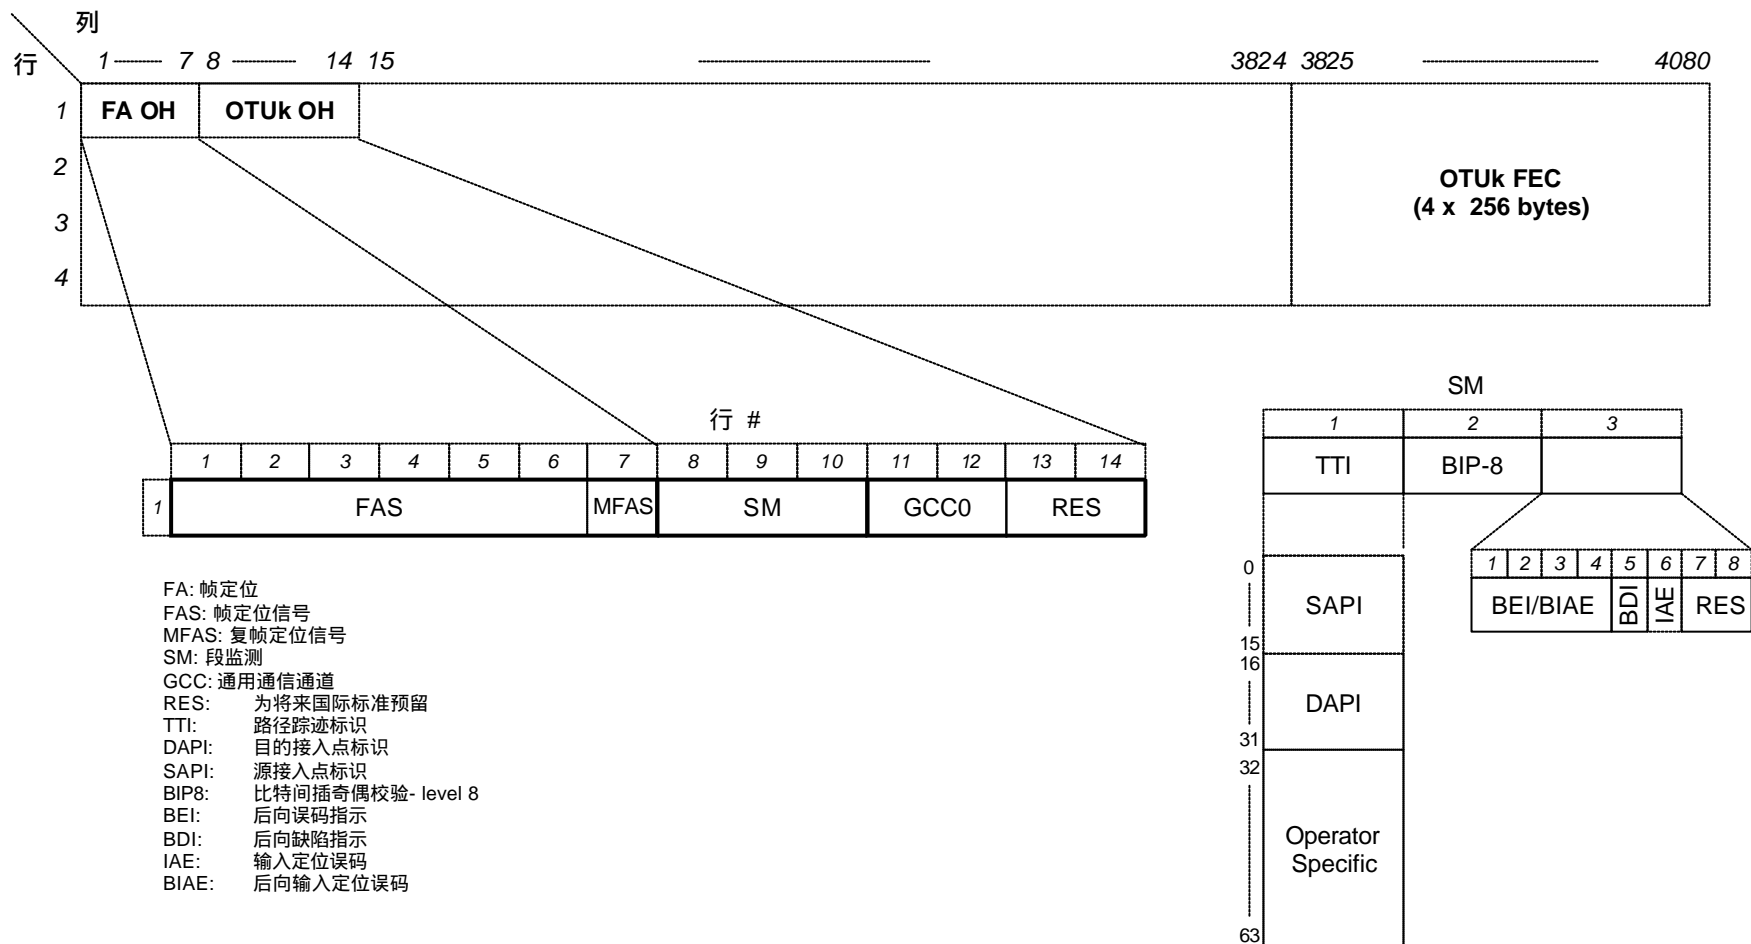 列
行
1 7 8 14 15 3824 3825 4080
1 FA OH OTUk OH
2
3
4
OTUk FEC
(4 x 256 bytes)
行 #
1 2 3 4 5 6 7 8 9 10 11 12 13 14
1 FAS MFAS SM GCC0 RES
FA: 帧定位
FAS: 帧定位信号
MFAS: 复帧定位信号
SM: 段监测
GCC: 通用通信通道
RES: 为将来国际标准预留
TTI: 路径踪迹标识
DAPI: 目的接入点标识
SAPI: 源接入点标识
BIP8: 比特间插奇偶校验- level 8
BEI: 后向误码指示
BDI: 后向缺陷指示
IAE: 输入定位误码
BIAE: 后向输入定位误码
SM
1 2 3
TTI BIP-8
1 2 3 4 5 6 7 8
BEI/BIAE BDI IAE RES
0
SAPI
15
16
DAPI
31
32
Operator
Specific
63